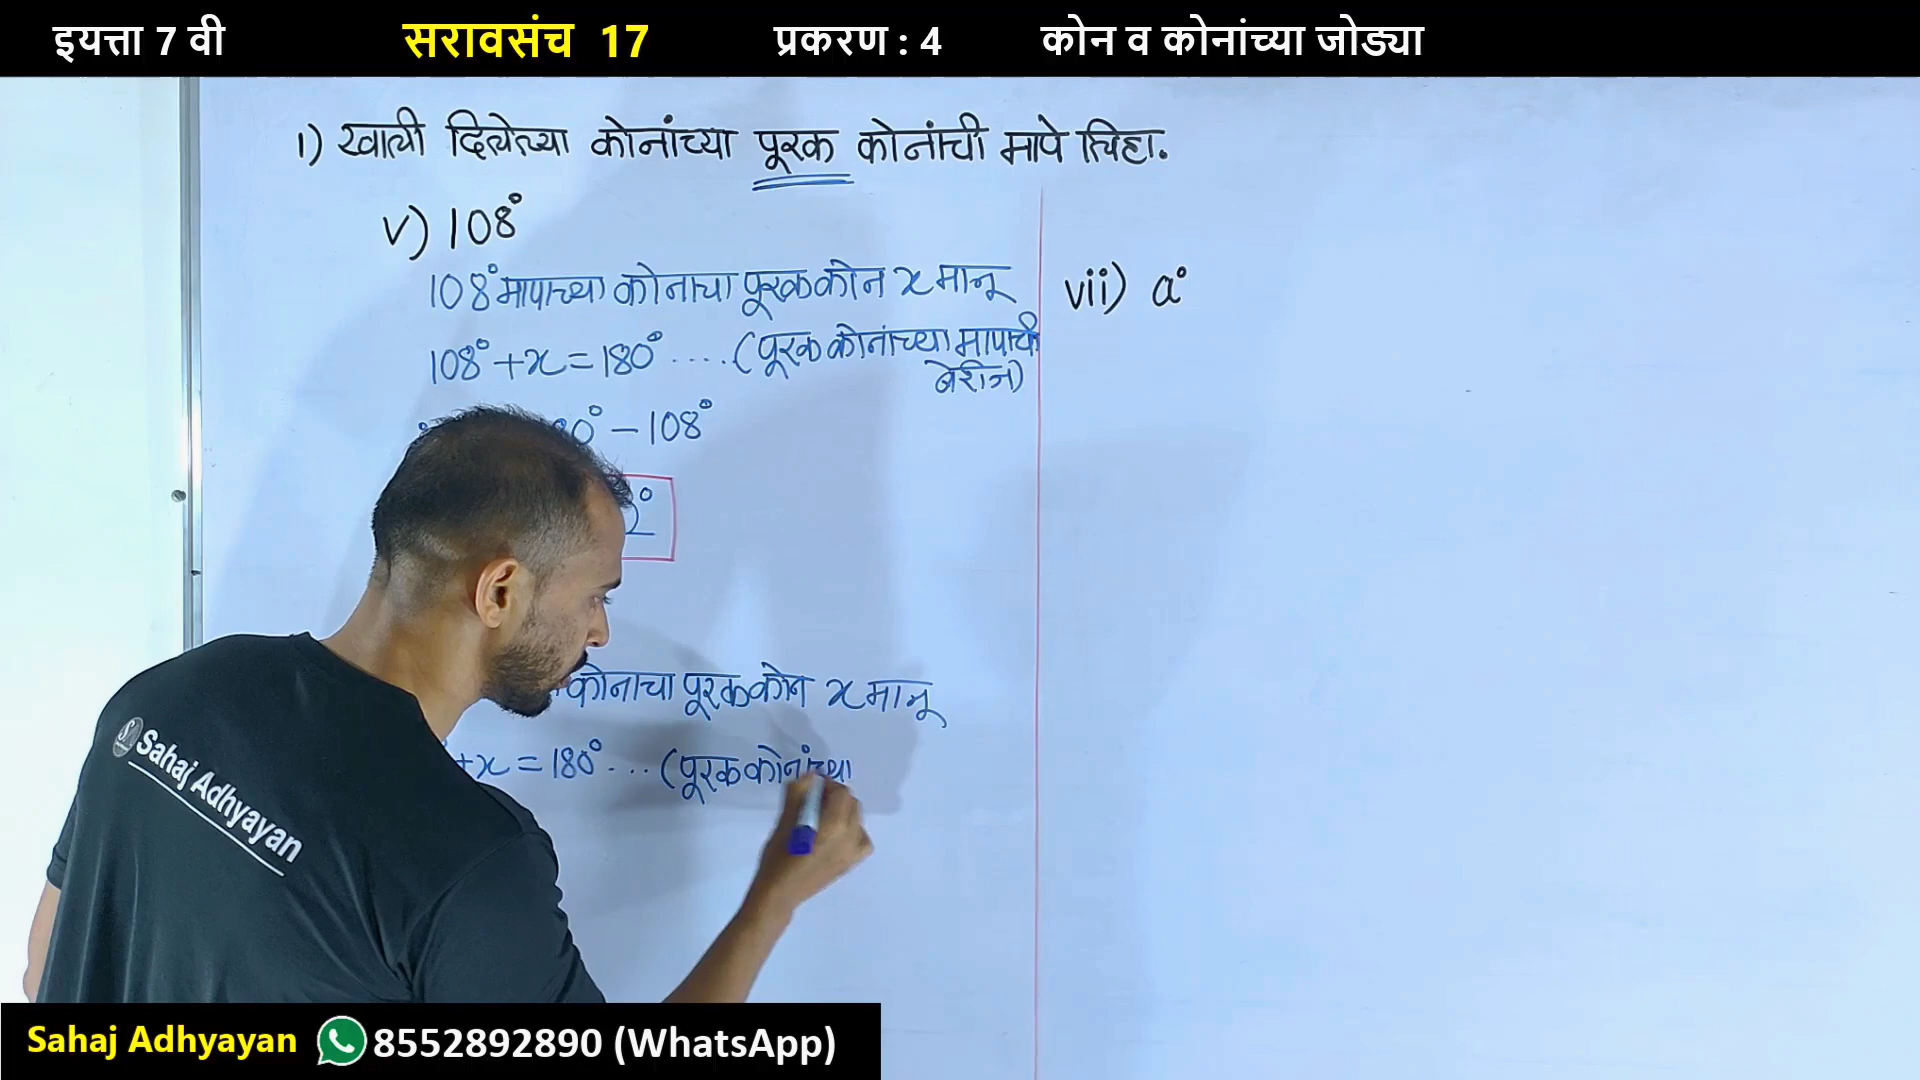 इयत्ता 7 वी सरावसंच 17 प्रकरण : 4 कोन व कोनांच्या जोड्या
1) खाली दिलेल्या कोनांच्या पूरक कोनांची मापे लिहा.
v) 108°
108° मापाच्या कोनाचा पूरक कोन x मानू
108° + x = 180° .... (पूरक कोनांच्या मापाची
बेरीज)
0° - 108°
2°
कोनाचा पूरक कोन x मानू
+x = 180° ... (पूरक कोनांच्या
vii) a°
Sahaj Adhyayan
Sahaj Adhyayan 8552892890 (WhatsApp)